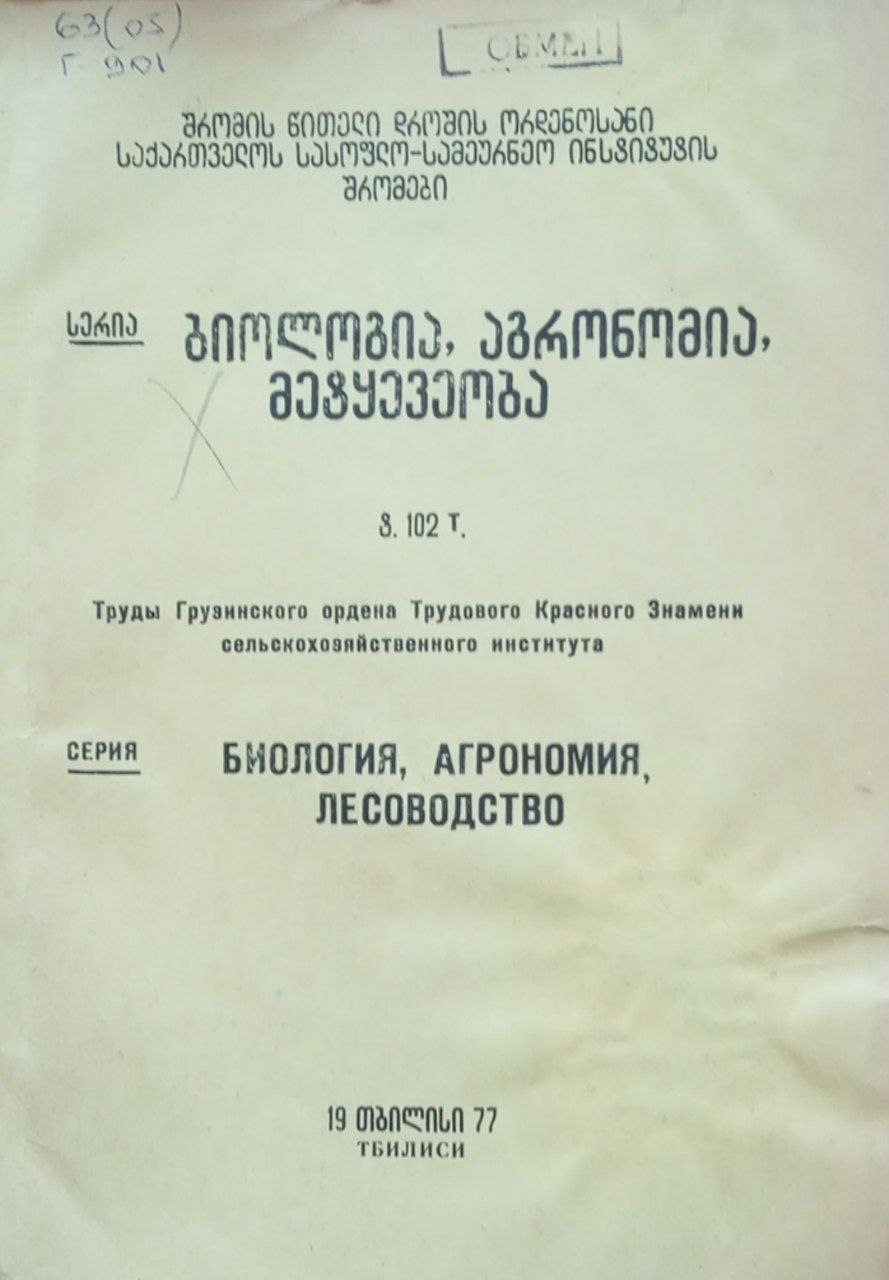 63(05)
Г-901
ОБМЕН
შრომის წითელი დროშის ორდენოსანი
საქართველოს სასოფლო-სამეურნეო ინსტიტუტის
შრომები
სერია ბიოლოგია, აგრონომია,
მეტყევეობა
ტ. 102 т.
Труды Грузинского ордена Трудового Красного Знамени
сельскохозяйственного института
СЕРИЯ БИОЛОГИЯ, АГРОНОМИЯ,
ЛЕСОВОДСТВО
19 თბილისი 77
ТБИЛИСИ